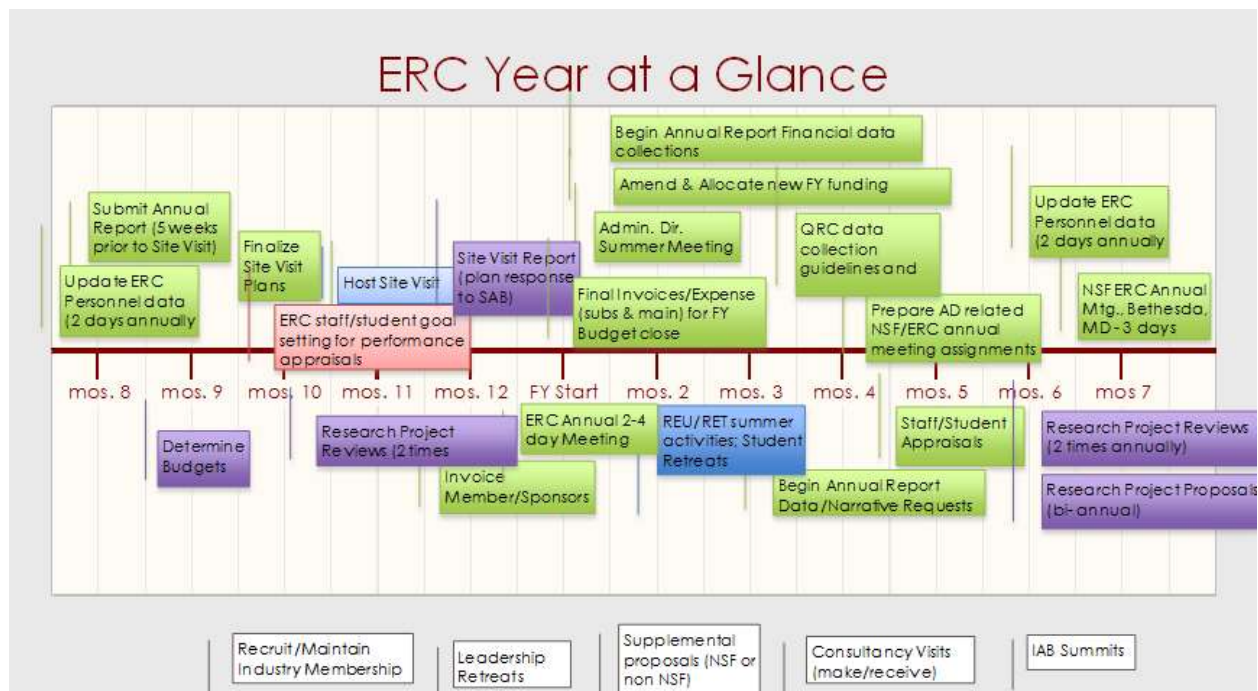 ERC Year at a Glance
Begin Annual Report Financial data
collections
Amend & Allocate new FY funding
Submit Annual
Report (5 weeks
prior to Site Visit)
Update ERC
Personnel data
(2 days annually
Finalize
Site Visit
Plans
Host Site Visit
ERC staff/student goal
setting for performance
appraisals
Site Visit Report
(plan response
to SAB)
Admin. Dir.
Summer Meeting
Final Invoices/Expense
(subs & main) for FY
Budget close
QRC data
collection
guidelines and
Prepare AD related
NSF/ERC annual
meeting assignments
Update ERC
Personnel data
(2 days annually
NSF ERC Annual
Mtg., Bethesda,
MD - 3 days
mos. 8 mos. 9 mos. 10 mos. 11 mos. 12 FY Start mos. 2 mos. 3 mos. 4 mos. 5 mos. 6 mos. 7
Determine
Budgets
Research Project
Reviews (2 times
Invoice
Member/Sponsors
ERC Annual 2-4
day Meeting
REU/RET summer
activities; Student
Retreats
Begin Annual Report
Data/Narrative Requests
Staff/Student
Appraisals
Research Project Reviews
(2 times annually)
Research Project Proposals
(bi-annual)
Recruit/Maintain
Industry Membership
Leadership
Retreats
Supplemental
proposals (NSF or
non NSF)
Consultancy Visits
(make/receive)
IAB Summits